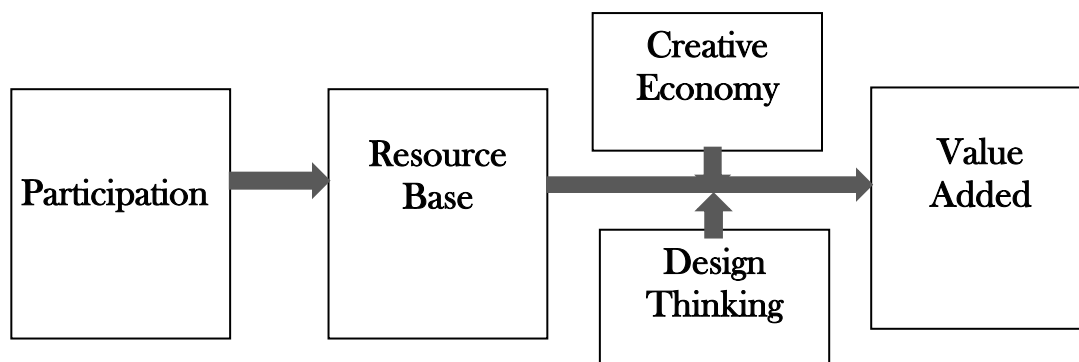 Participation
Resource
Base
Creative
Economy
Design
Thinking
Value
Added